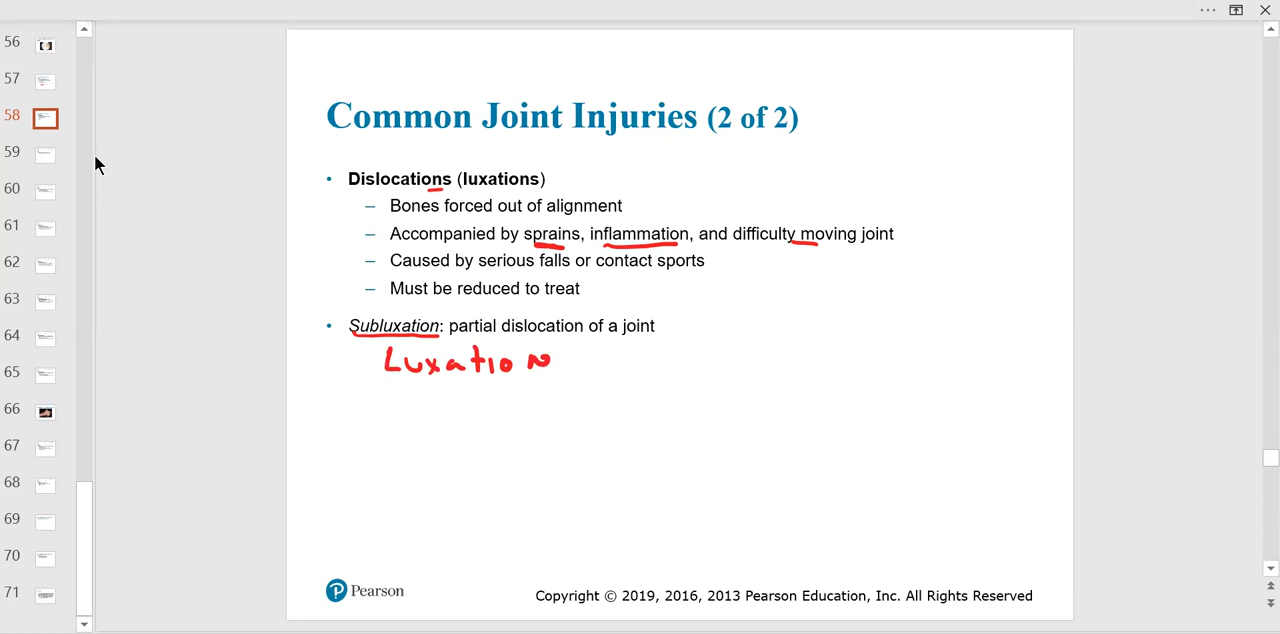 56
57
58
59
60
61
62
63
64
65
66
67
68
69
70
71
Common Joint Injuries (2 of 2)
• Dislocations (luxations)
– Bones forced out of alignment
– Accompanied by sprains, inflammation, and difficulty moving joint
– Caused by serious falls or contact sports
– Must be reduced to treat
• Subluxation: partial dislocation of a joint
Luxation
P Pearson
Copyright © 2019, 2016, 2013 Pearson Education, Inc. All Rights Reserved